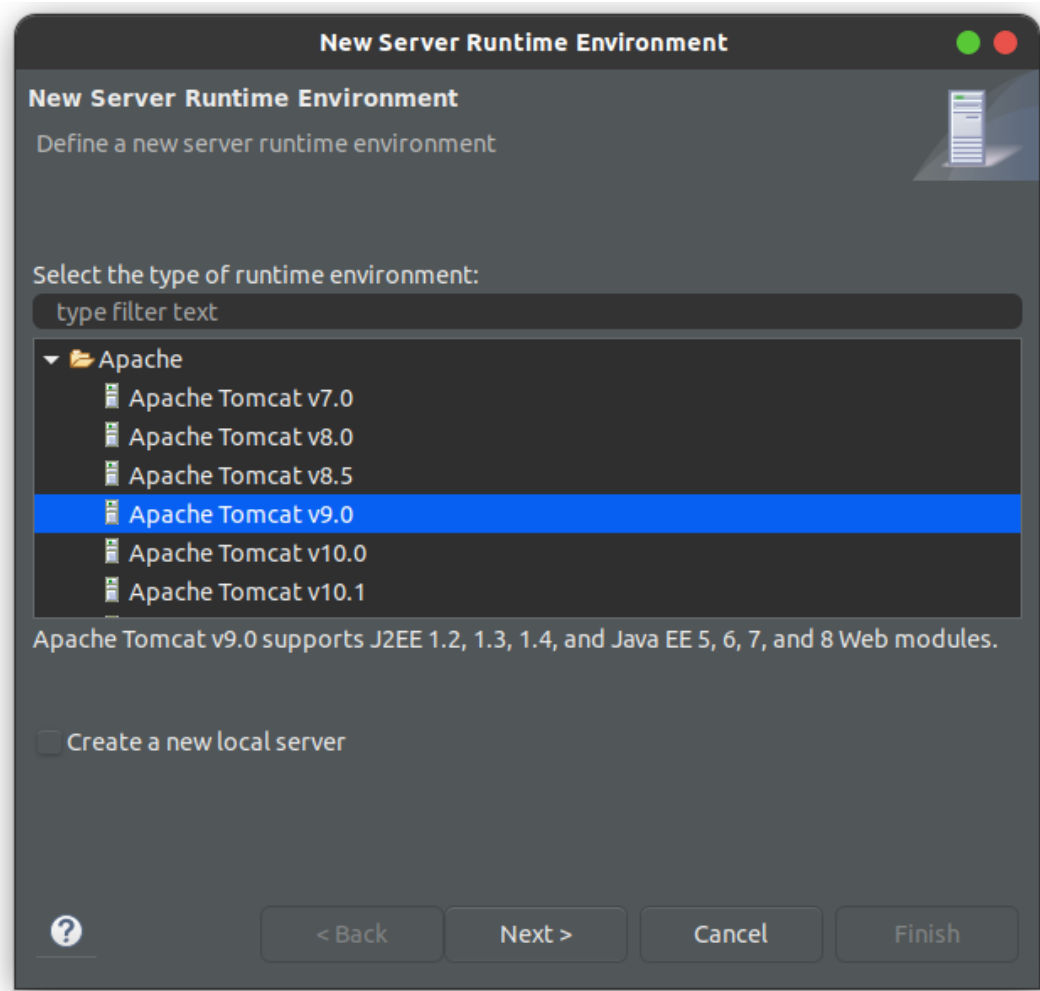 New Server Runtime Environment
New Server Runtime Environment
Define a new server runtime environment
Select the type of runtime environment:
type filter text
Apache
Apache Tomcat v7.0
Apache Tomcat v8.0
Apache Tomcat v8.5
Apache Tomcat v9.0
Apache Tomcat v10.0
Apache Tomcat v10.1
Apache Tomcat v9.0 supports J2EE 1.2, 1.3, 1.4, and Java EE 5, 6, 7, and 8 Web modules.
Create a new local server
? < Back Next > Cancel Finish